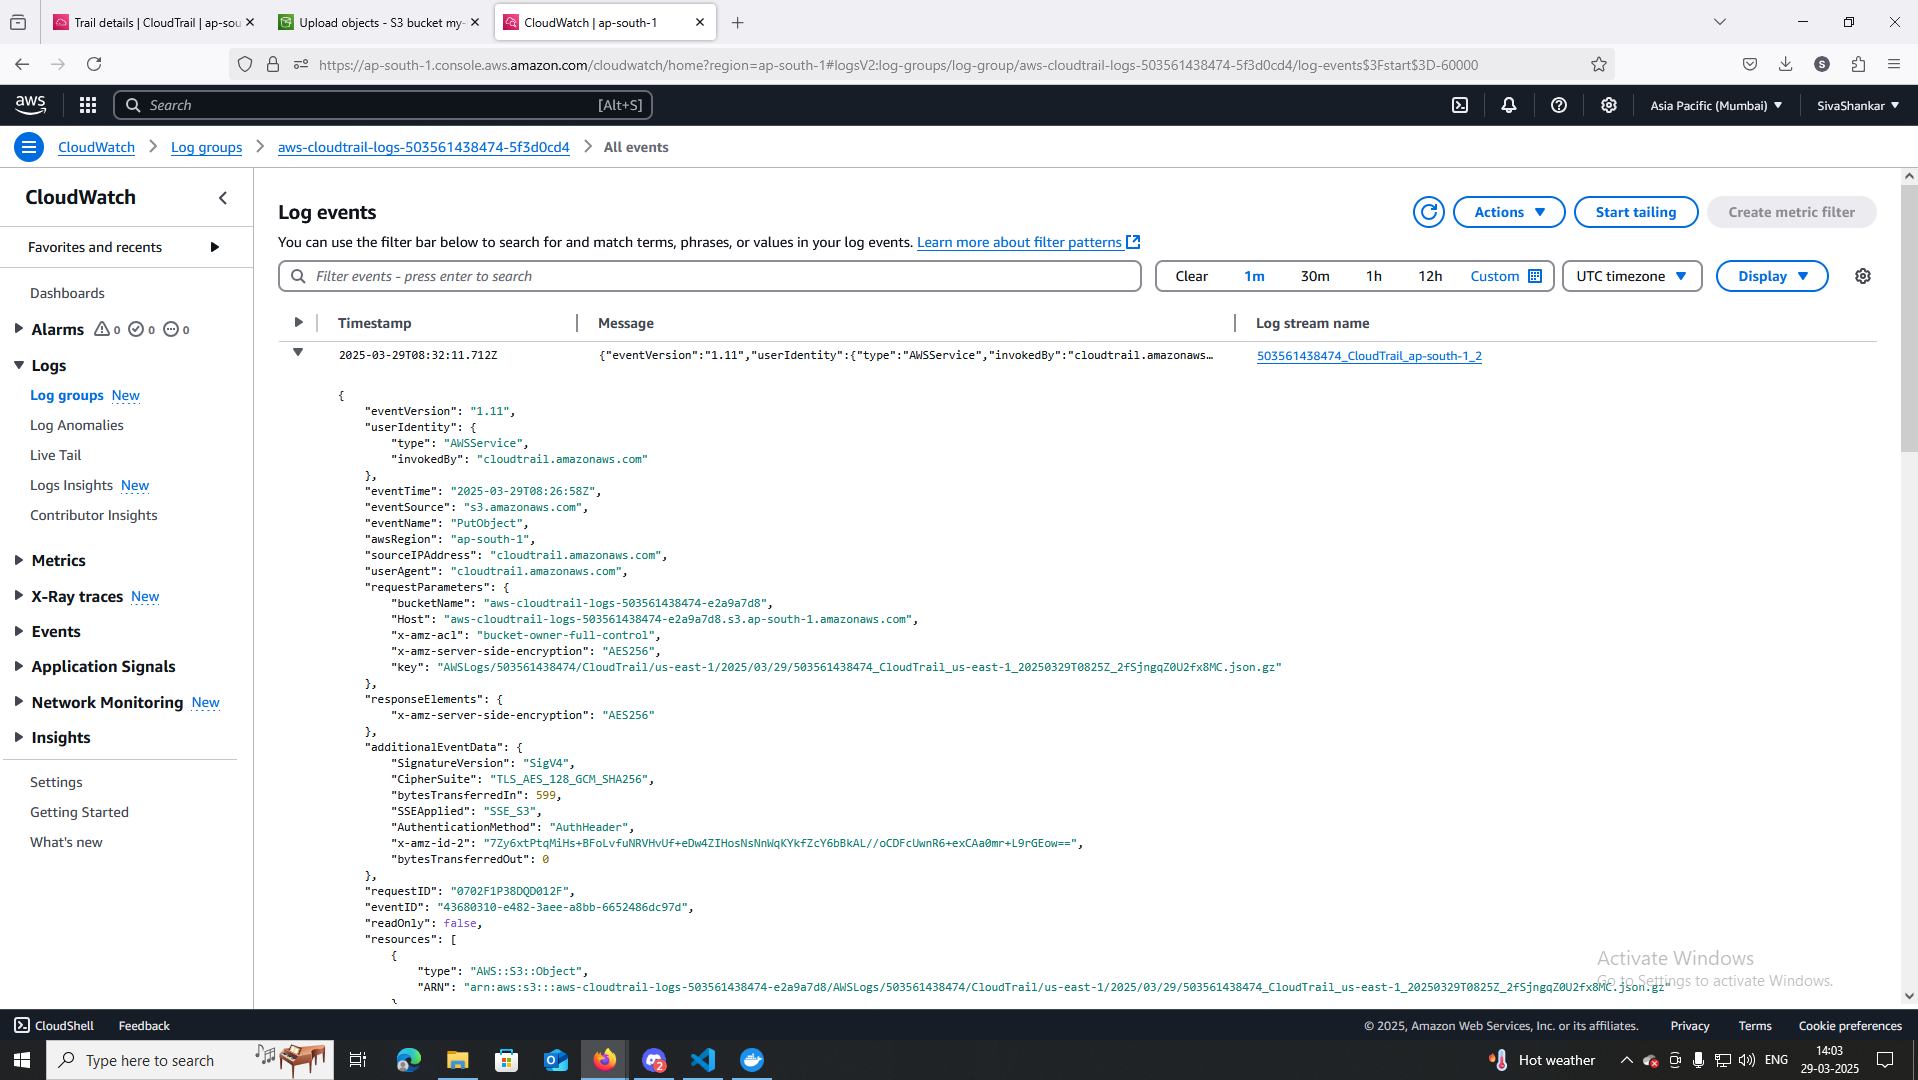 Trail details | CloudTrail | ap-sou
Upload objects - S3 bucket my-
CloudWatch | ap-south-1
https://ap-south-1.console.aws.amazon.com/cloudwatch/home?region=ap-south-1#logsV2:log-groups/log-group/aws-cloudtrail-logs-503561438474-5f3d0cd4/log-events$3Fstart$3D-60000
S
aws
Search
[Alt+S]
Asia Pacific (Mumbai)
SivaShankar
CloudWatch
Log groups
aws-cloudtrail-logs-503561438474-5f3d0cd4
All events
CloudWatch
Favorites and recents
Dashboards
Alarms 0 0 0
Logs
Log groups New
Log Anomalies
Live Tail
Logs Insights New
Contributor Insights
Metrics
X-Ray traces New
Events
Application Signals
Network Monitoring New
Insights
Settings
Getting Started
What's new
Log events
Actions
Start tailing
Create metric filter
You can use the filter bar below to search for and match terms, phrases, or values in your log events. Learn more about filter patterns
Filter events - press enter to search
Clear 1m 30m 1h 12h Custom
UTC timezone
Display
Timestamp Message Log stream name
2025-03-29T08:32:11.712Z {"eventVersion":"1.11","userIdentity":{"type":"AWSService","invokedBy":"cloudtrail.amazonaws… 503561438474_CloudTrail_ap-south-1_2
{
"eventVersion": "1.11",
"userIdentity": {
"type": "AWSService",
"invokedBy": "cloudtrail.amazonaws.com"
},
"eventTime": "2025-03-29T08:26:58Z",
"eventSource": "s3.amazonaws.com",
"eventName": "PutObject",
"awsRegion": "ap-south-1",
"sourceIPAddress": "cloudtrail.amazonaws.com",
"userAgent": "cloudtrail.amazonaws.com",
"requestParameters": {
"bucketName": "aws-cloudtrail-logs-503561438474-e2a9a7d8",
"Host": "aws-cloudtrail-logs-503561438474-e2a9a7d8.s3.ap-south-1.amazonaws.com",
"x-amz-acl": "bucket-owner-full-control",
"x-amz-server-side-encryption": "AES256",
"key": "AWSLogs/503561438474/CloudTrail/us-east-1/2025/03/29/503561438474_CloudTrail_us-east-1_20250329T0825Z_2fSjngqZ0U2fx8MC.json.gz"
},
"responseElements": {
"x-amz-server-side-encryption": "AES256"
},
"additionalEventData": {
"SignatureVersion": "SigV4",
"CipherSuite": "TLS_AES_128_GCM_SHA256",
"bytesTransferredIn": 599,
"SSEApplied": "SSE_S3",
"AuthenticationMethod": "AuthHeader",
"x-amz-id-2": "7Zy6xtPtqMiHs+BFoLvfuNRVHvUf+eDw4ZIHosNsNnWqKYkfZcY6bBkAL//oCDFcUwnR6+exCAa0mr+L9rGEow==",
"bytesTransferredOut": 0
},
"requestID": "0702F1P38DQD012F",
"eventID": "43680310-e482-3aee-a8bb-6652486dc97d",
"readOnly": false,
"resources": [
{
"type": "AWS::S3::Object",
"ARN": "arn:aws:s3:::aws-cloudtrail-logs-503561438474-e2a9a7d8/AWSLogs/503561438474/CloudTrail/us-east-1/2025/03/29/503561438474_CloudTrail_us-east-1_20250329T0825Z_2fSjngqZ0U2fx8MC.json.gz"
}
Activate Windows
Go to Settings to activate Windows.
CloudShell
Feedback
© 2025, Amazon Web Services, Inc. or its affiliates.
Privacy
Terms
Cookie preferences
Type here to search
2
Hot weather
ENG
14:03
29-03-2025